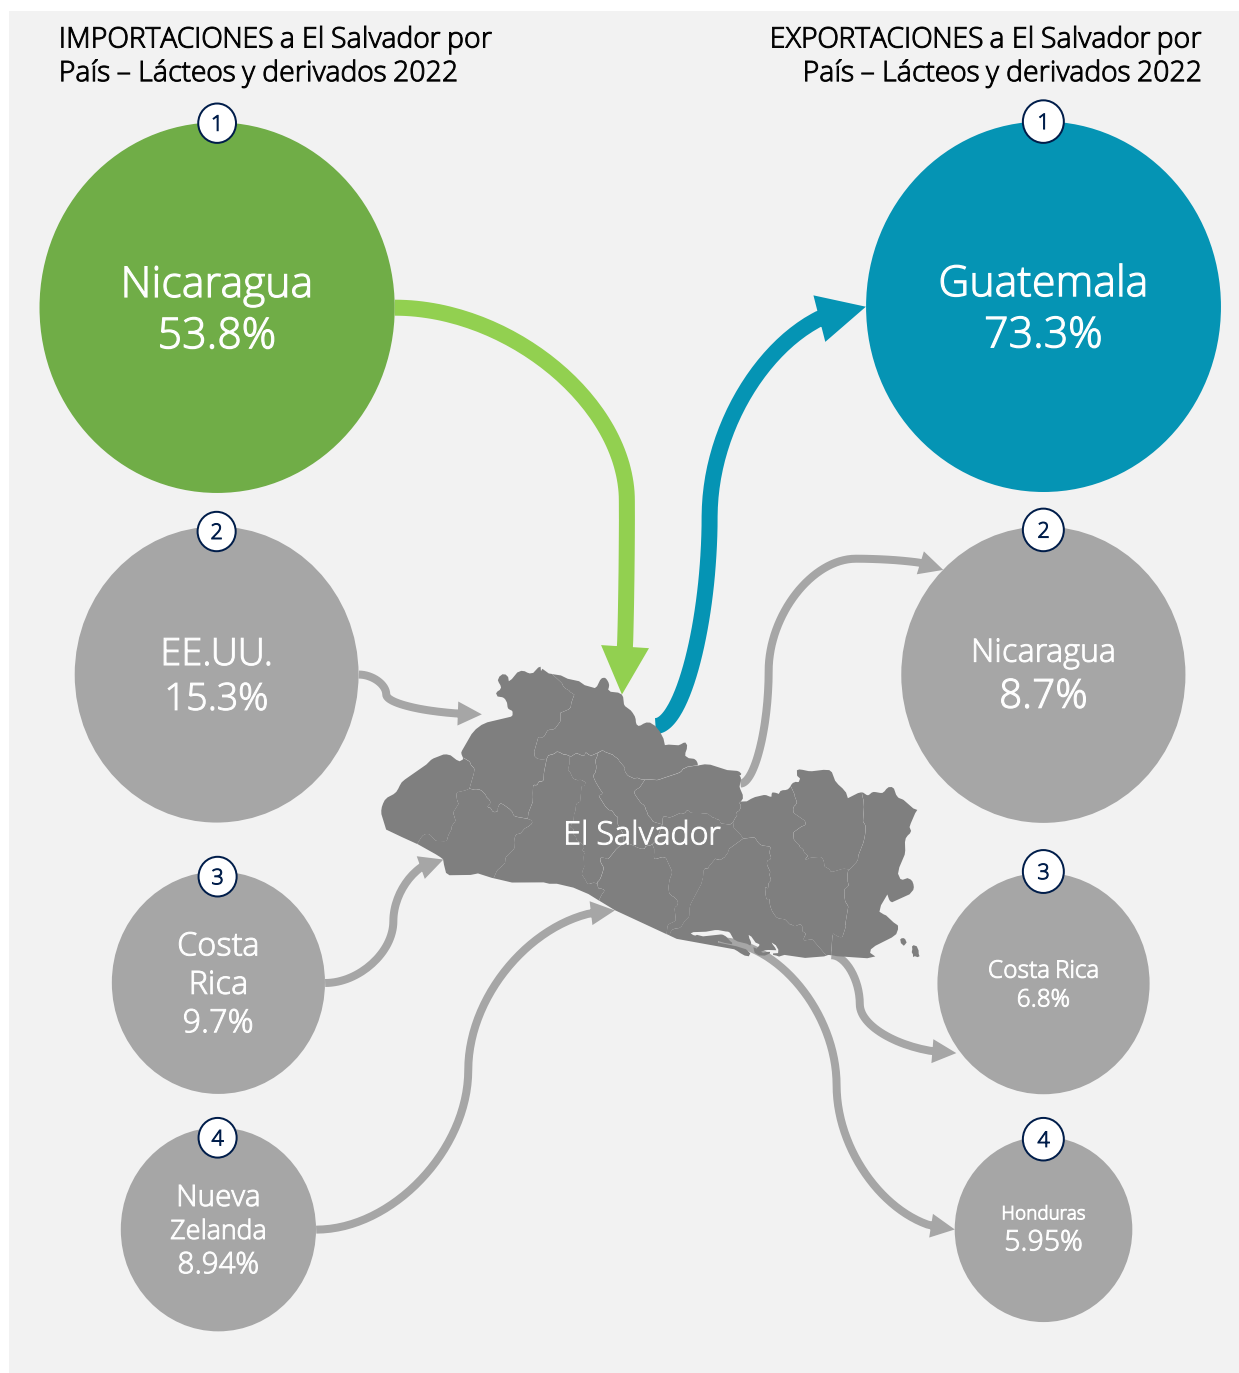 IMPORTACIONES a El Salvador por
País – Lácteos y derivados 2022
1
Nicaragua
53.8%
2
EE.UU.
15.3%
3
Costa
Rica
9.7%
4
Nueva
Zelanda
8.94%
El Salvador
EXPORTACIONES a El Salvador por
País – Lácteos y derivados 2022
1
Guatemala
73.3%
2
Nicaragua
8.7%
3
Costa Rica
6.8%
4
Honduras
5.95%